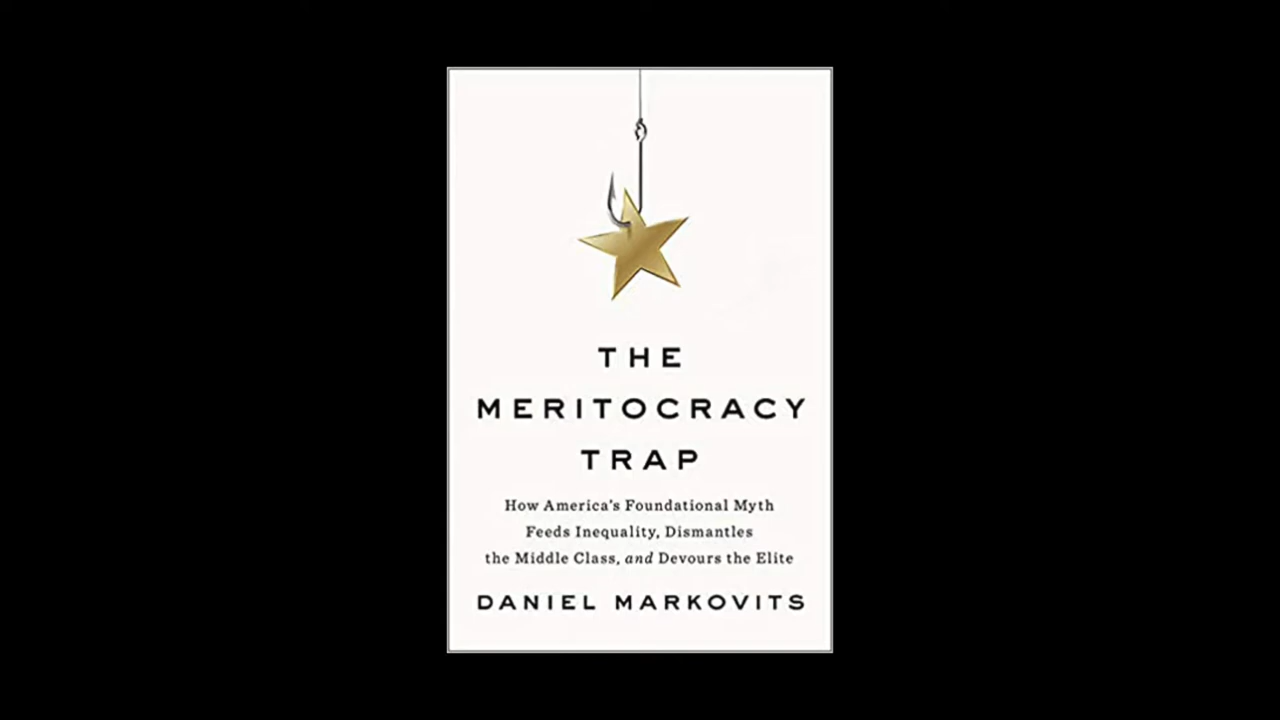 THE
MERITOCRACY
TRAP
How America's Foundational Myth
Feeds Inequality, Dismantles
the Middle Class, and Devours the Elite
DANIEL MARKOVITS